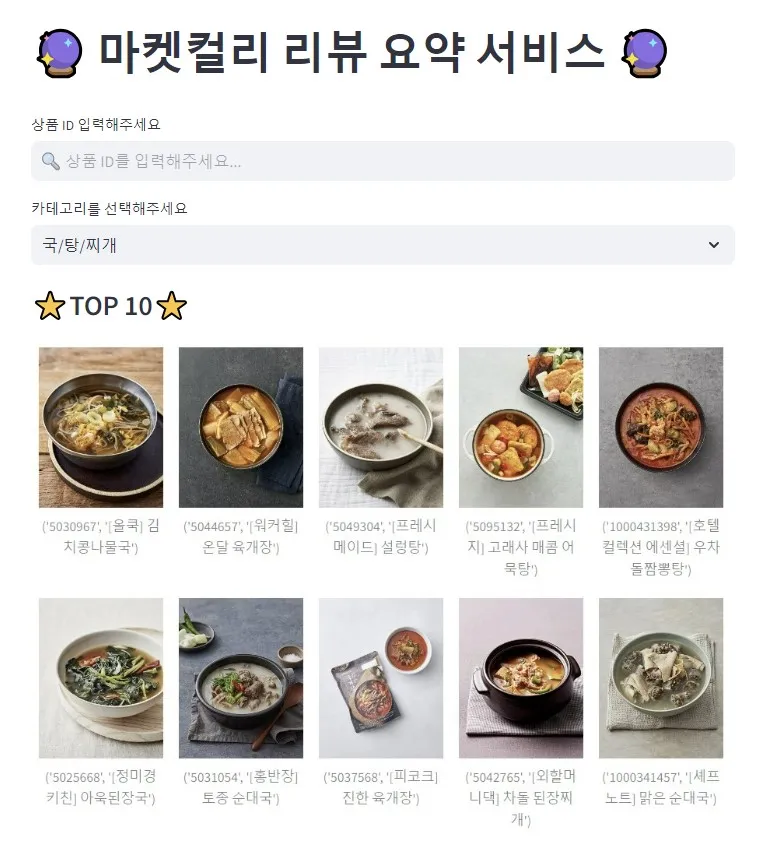 마켓컬리 리뷰 요약 서비스
상품 ID 입력해주세요
상품 ID를 입력해주세요...
카테고리를 선택해주세요
국/탕/찌개
TOP 10
('5030967', '[올쿡] 김
치콩나물국')
('5044657', '[워커힐]
온달 육개장')
('5049304', '[프레시
메이드] 설렁탕')
('5095132', '[프레시
지] 고래사 매콤 어
묵탕')
('1000431398', '[호텔
컬렉션 에센셜] 우차
돌짬뽕탕')
('5025668', '[정미경
키친] 아욱된장국')
('5031054', '[홍반장]
토종 순대국')
('5037568', '[피코크]
진한 육개장')
('5042765', '[외할머
니댁] 차돌 된장찌
개')
('1000341457', '[셰프
노트] 맑은 순대국')